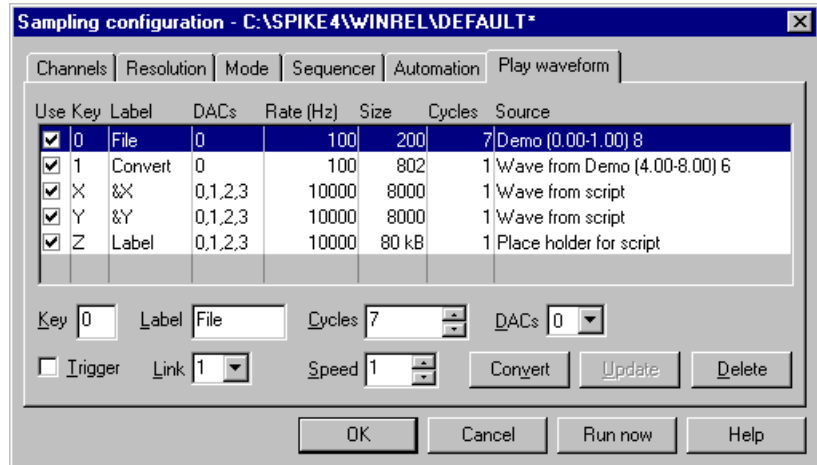 Sampling configuration - C:\SPIKE4\WINREL\DEFAULT*
Channels Resolution Mode Sequencer Automation Play waveform
Use Key Label DACs Rate (Hz) Size Cycles Source
0 File 0 100 200 7 Demo (0.00-1.00) 8
1 Convert 0 100 802 1 Wave from Demo (4.00-8.00) 6
X &X 0,1,2,3 10000 8000 1 Wave from script
Y &Y 0,1,2,3 10000 8000 1 Wave from script
Z Label 0,1,2,3 10000 80 kB 1 Place holder for script
Key 0 Label File Cycles 7 DACs 0
Trigger Link 1 Speed 1 Convert Update Delete
OK Cancel Run now Help